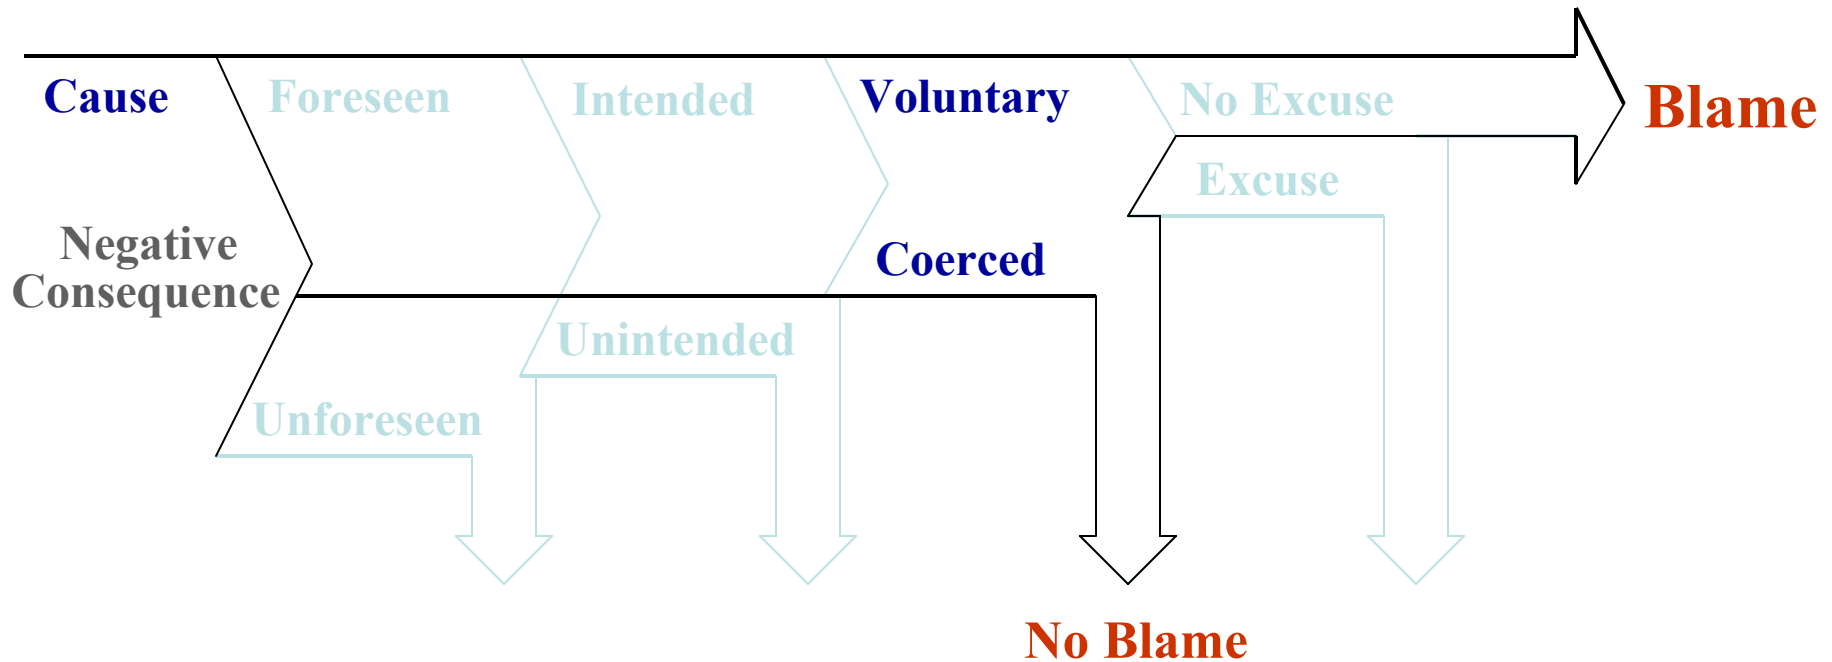 Cause
Foreseen
Intended
Voluntary
No Excuse
Blame
Excuse
Negative
Consequence
Coerced
Unintended
Unforeseen
No Blame